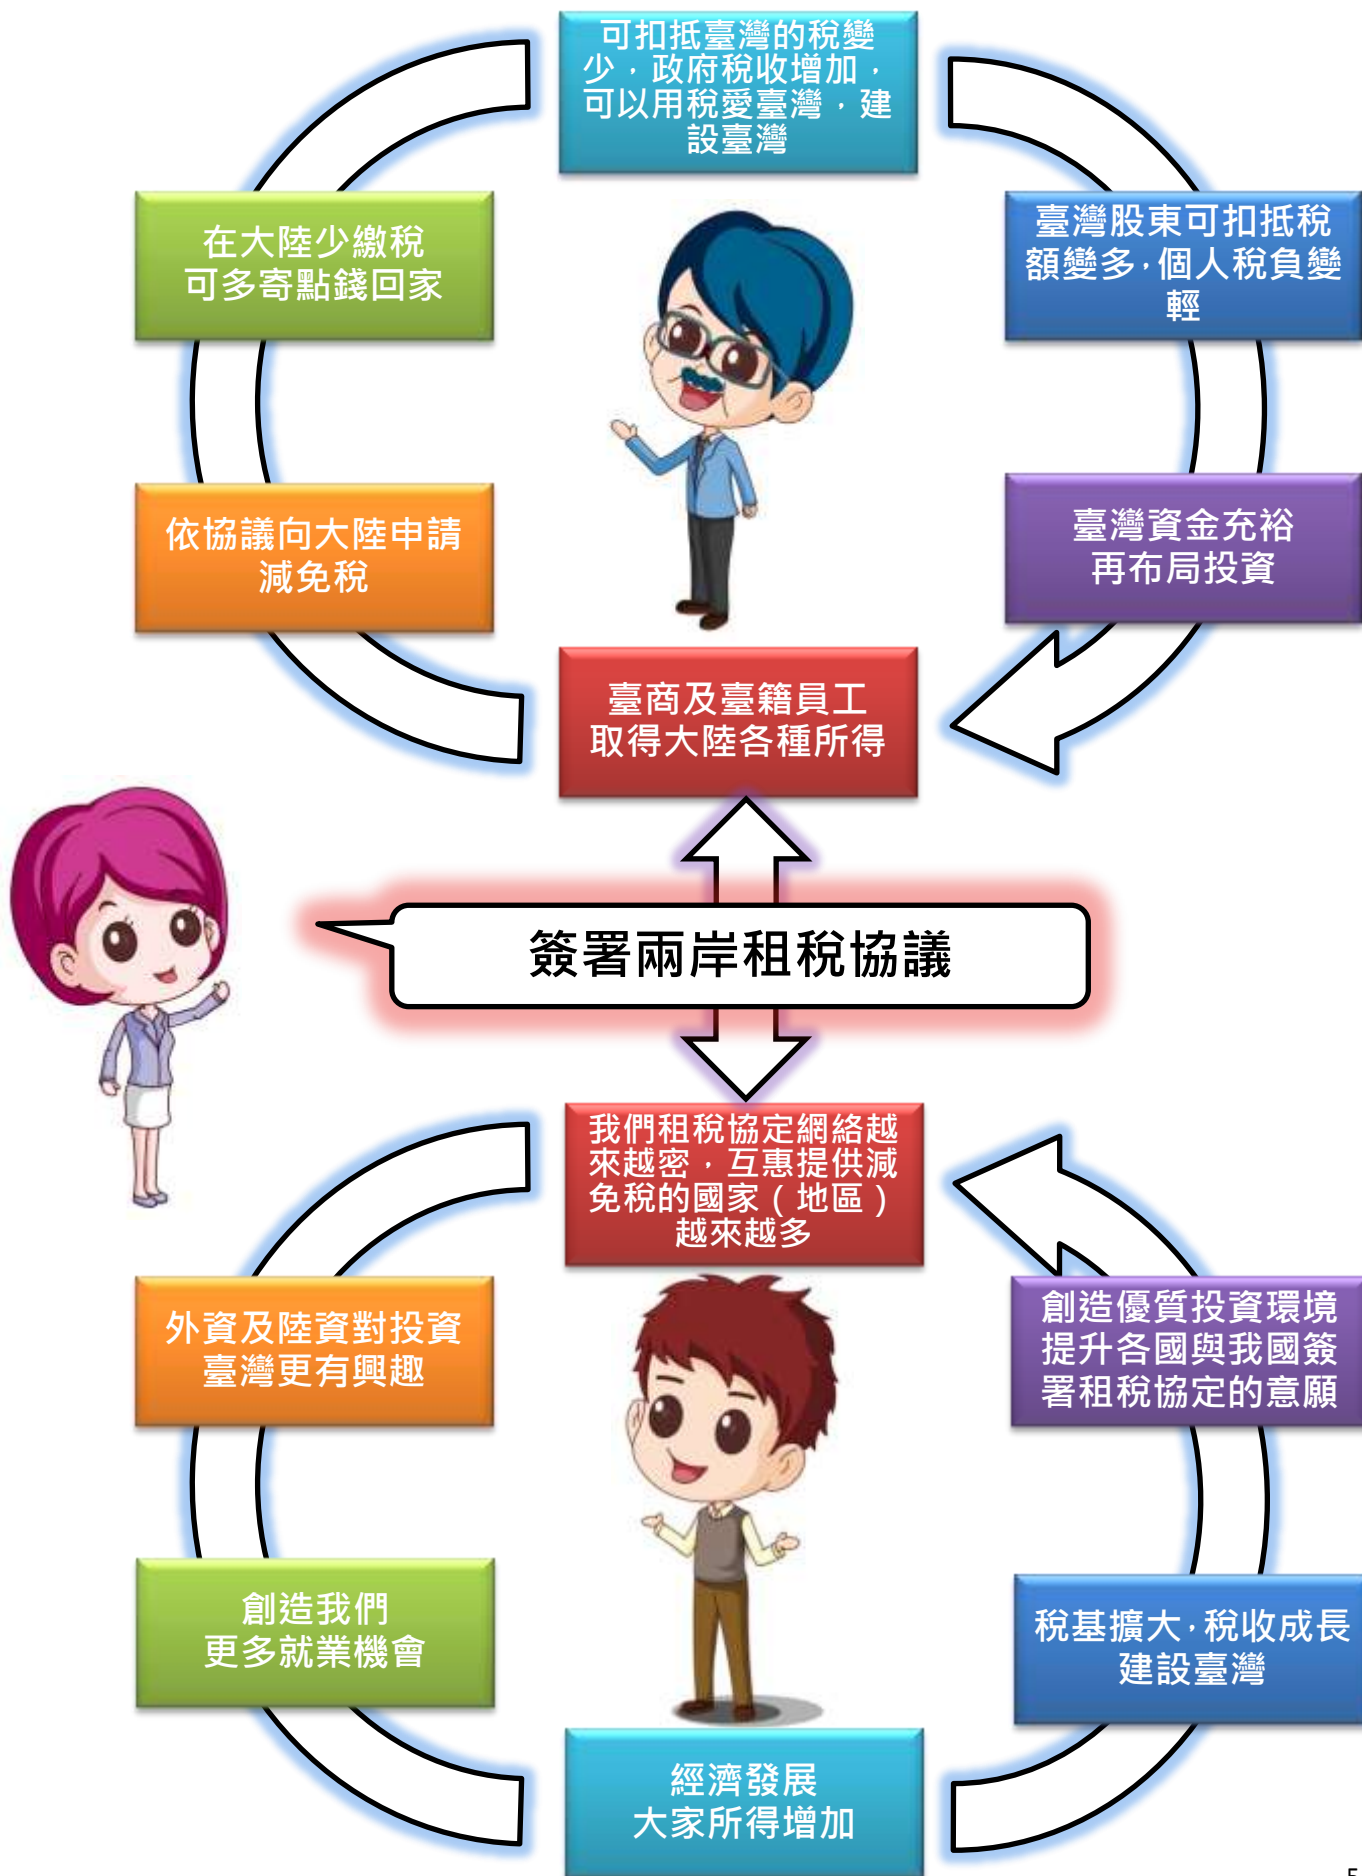 可扣抵臺灣的稅變
少，政府稅收增加，
可以用稅愛臺灣，建
設臺灣
在大陸少繳稅
可多寄點錢回家
臺灣股東可扣抵稅
額變多，個人稅負變
輕
依協議向大陸申請
減免稅
臺灣資金充裕
再布局投資
臺商及臺籍員工
取得大陸各種所得
簽署兩岸租稅協議
我們租稅協定網絡越
來越密，互惠提供減
免稅的國家（地區）
越來越多
外資及陸資對投資
臺灣更有興趣
創造優質投資環境
提升各國與我國簽
署租稅協定的意願
創造我們
更多就業機會
稅基擴大，稅收成長
建設臺灣
經濟發展
大家所得增加